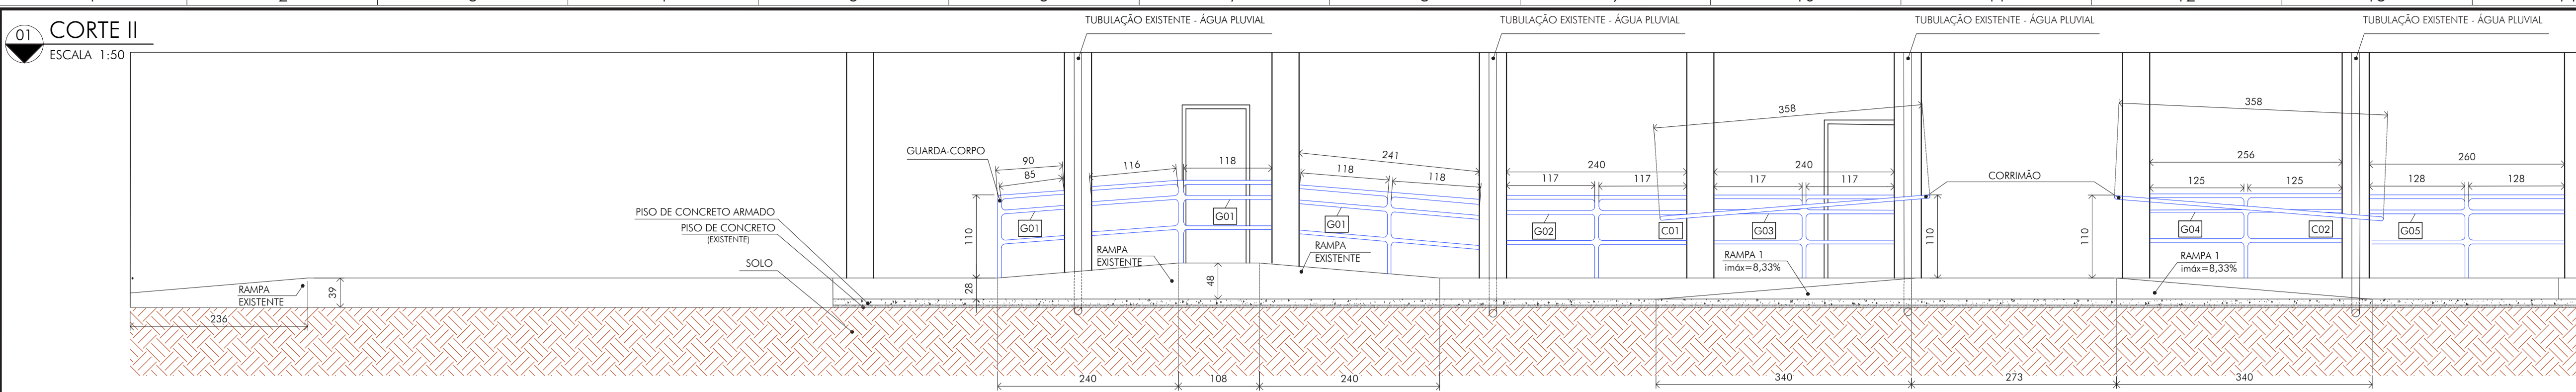 TUBULAÇÃO EXISTENTE - ÁGUA PLUVIAL
TUBULAÇÃO EXISTENTE - ÁGUA PLUVIAL
TUBULAÇÃO EXISTENTE - ÁGUA PLUVIAL
TUBULAÇÃO EXISTENTE - ÁGUA PLUVIAL
01
CORTE II
ESCALA 1:50
358
358
GUARDA-CORPO
90
85
116
118
241
118
118
240
117
117
240
117
117
CORRIMÃO
256
125
125
260
128
128
PISO DE CONCRETO ARMADO
PISO DE CONCRETO
(EXISTENTE)
SOLO
110
G01
G01
G01
G02
C01
G03
110
110
G04
C02
G05
RAMPA
EXISTENTE
RAMPA
EXISTENTE
RAMPA 1
imáx=8,33%
RAMPA 1
imáx=8,33%
RAMPA
EXISTENTE
39
28
48
236
240
108
240
340
273
340